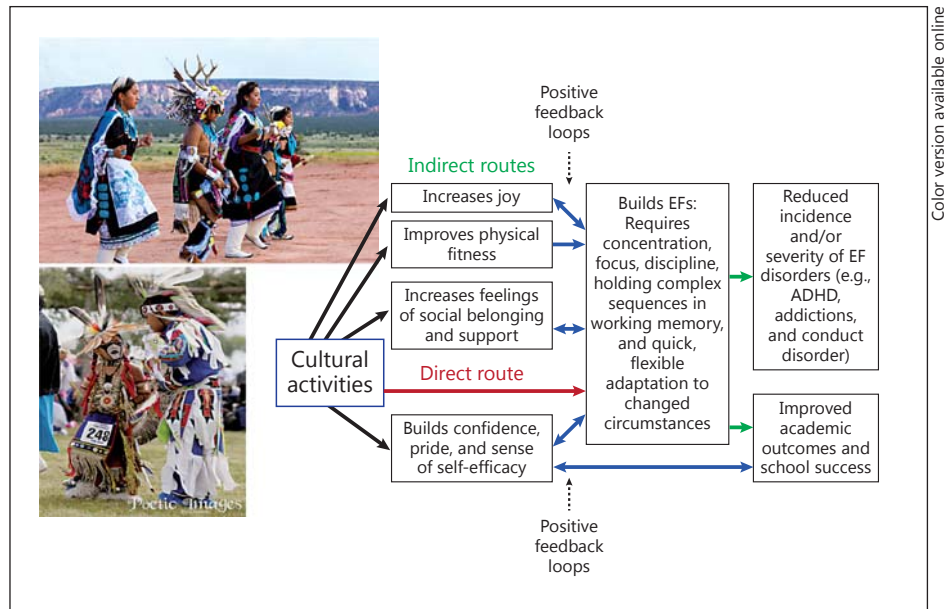 Color version available online
Positive
feedback
loops
Indirect routes
Increases joy
Improves physical
fitness
Increases feelings
of social belonging
and support
Cultural
activities
Direct route
Builds confidence,
pride, and sense
of self-efficacy
Builds EFs:
Requires
concentration,
focus, discipline,
holding complex
sequences in
working memory,
and quick,
flexible
adaptation to
changed
circumstances
Reduced
incidence
and/or
severity of EF
disorders (e.g.,
ADHD,
addictions,
and conduct
disorder)
Improved
academic
outcomes and
school success
Positive
feedback
loops
248
Poetic Images